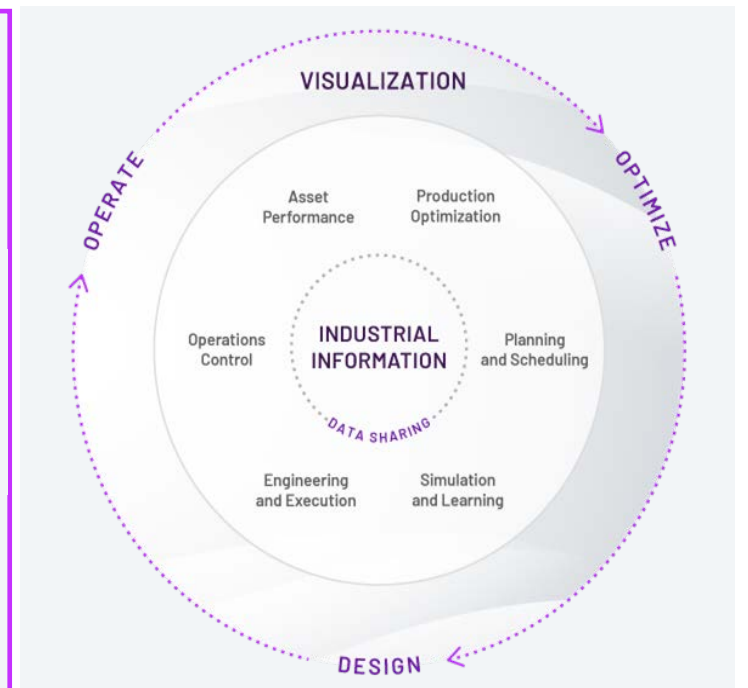 VISUALIZATION
OPERATE
OPTIMIZE
Asset
Performance
Production
Optimization
Operations
Control
INDUSTRIAL
INFORMATION
Planning
and Scheduling
DATA SHARING
Engineering
and Execution
Simulation
and Learning
DESIGN